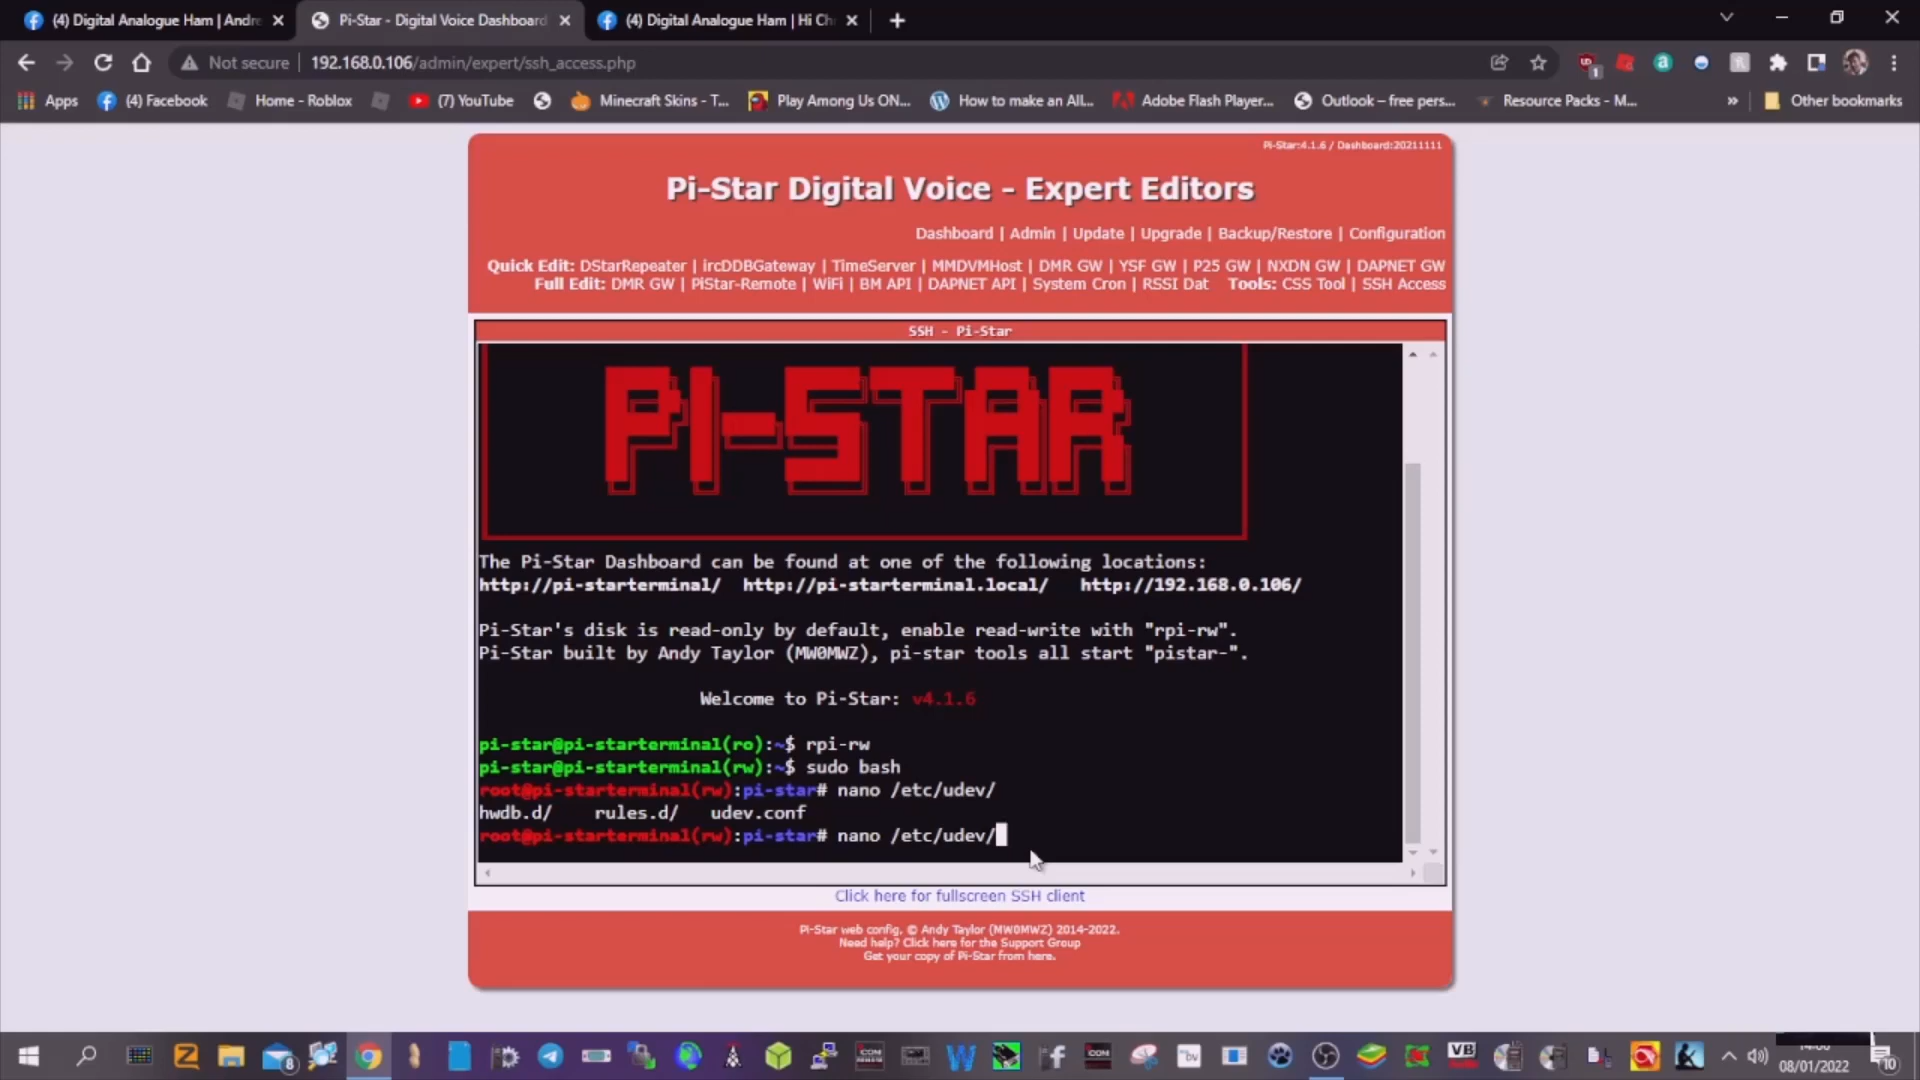 (4) Digital Analogue Ham | Andre
Pi-Star - Digital Voice Dashboard
(4) Digital Analogue Ham | Hi Ch
Not secure
192.168.0.106/admin/expert/ssh_access.php
1
Apps
(4) Facebook
Home - Roblox
(7) YouTube
Minecraft Skins - T...
Play Among Us ON...
How to make an All...
Adobe Flash Player...
Outlook – free pers...
Resource Packs - M...
Other bookmarks
Pi-Star:4.1.6 / Dashboard:20211111
Pi-Star Digital Voice - Expert Editors
Dashboard | Admin | Update | Upgrade | Backup/Restore | Configuration
Quick Edit: DStarRepeater | ircDDBGateway | TimeServer | MMDVMHost | DMR GW | YSF GW | P25 GW | NXDN GW | DAPNET GW
Full Edit: DMR GW | PiStar-Remote | WiFi | BM API | DAPNET API | System Cron | RSSI Dat Tools: CSS Tool | SSH Access
SSH - Pi-Star
PI-STAR
The Pi-Star Dashboard can be found at one of the following locations:
http://pi-starterminal/ http://pi-starterminal.local/ http://192.168.0.106/
Pi-Star's disk is read-only by default, enable read-write with "rpi-rw".
Pi-Star built by Andy Taylor (MW0MWZ), pi-star tools all start "pistar-".
Welcome to Pi-Star: v4.1.6
pi-star@pi-starterminal(ro):~$ rpi-rw
pi-star@pi-starterminal(rw):~$ sudo bash
root@pi-starterminal(rw):pi-star# nano /etc/udev/
hwdb.d/ rules.d/ udev.conf
root@pi-starterminal(rw):pi-star# nano /etc/udev/
Click here for fullscreen SSH client
Pi-Star web config, © Andy Taylor (MW0MWZ) 2014-2022.
Need help? Click here for the Support Group
Get your copy of Pi-Star from here.
8
08/01/2022
10